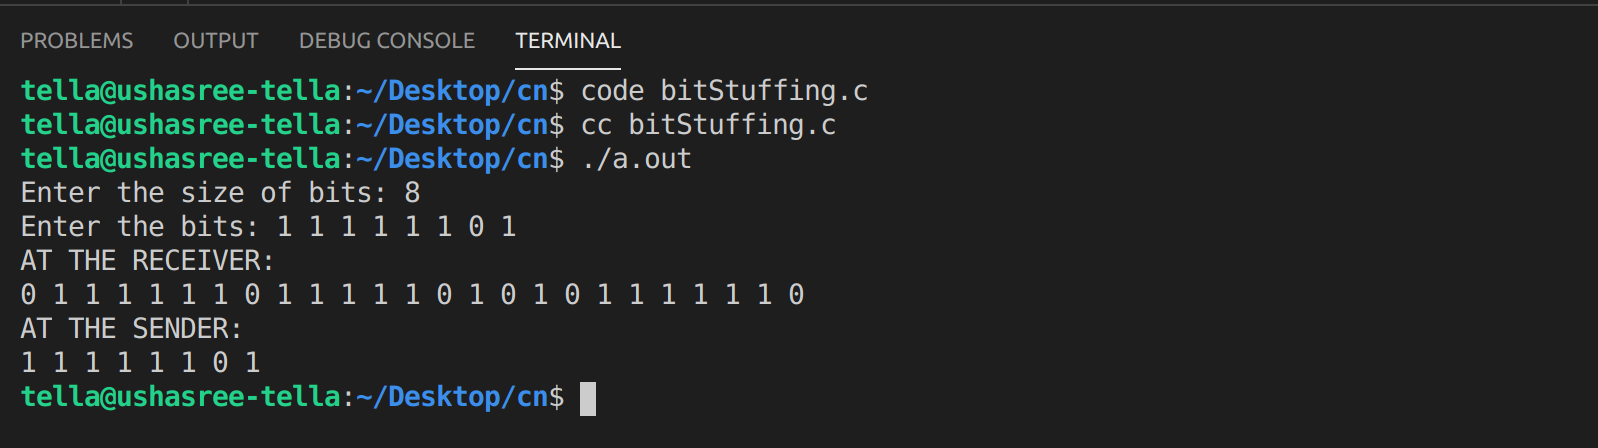 PROBLEMS OUTPUT DEBUG CONSOLE TERMINAL
tella@ushasree-tella:~/Desktop/cn$ code bitStuffing.c
tella@ushasree-tella:~/Desktop/cn$ cc bitStuffing.c
tella@ushasree-tella:~/Desktop/cn$ ./a.out
Enter the size of bits: 8
Enter the bits: 1 1 1 1 1 1 0 1
AT THE RECEIVER:
0 1 1 1 1 1 1 0 1 1 1 1 1 0 1 0 1 0 1 1 1 1 1 1 0
AT THE SENDER:
1 1 1 1 1 1 0 1
tella@ushasree-tella:~/Desktop/cn$